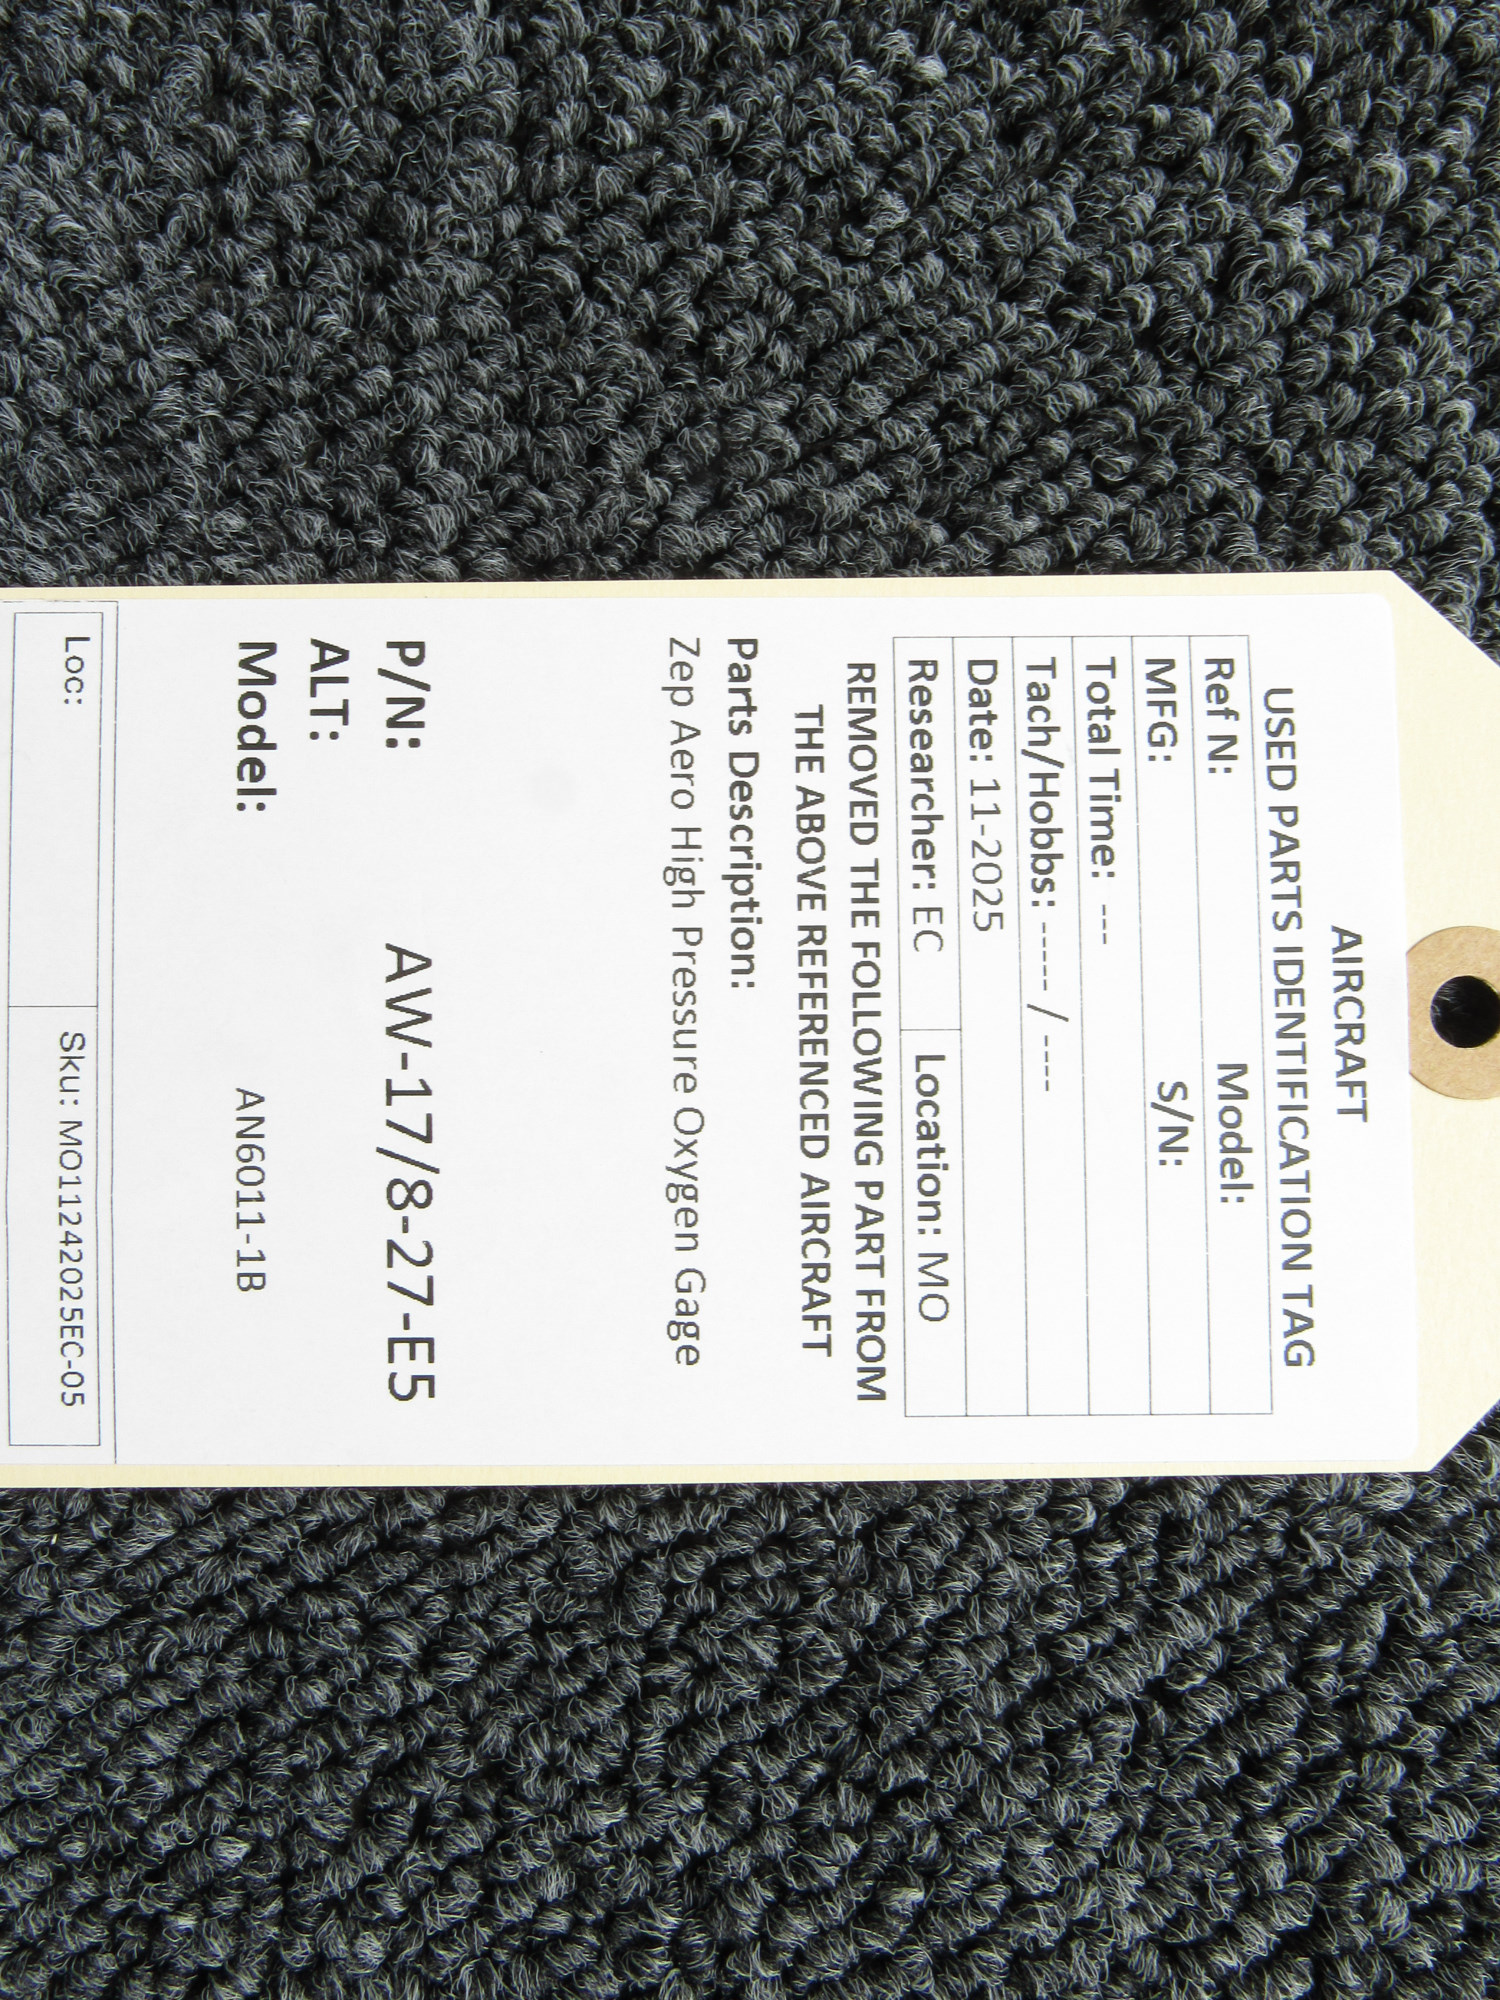 AIRCRAFT
USED PARTS IDENTIFICATION TAG
Ref N: Model:
MFG: S/N:
Total Time: ---
Tach/Hobbs: ----- / ----
Date: 11-2025
Researcher: EC Location: MO
REMOVED THE FOLLOWING PART FROM
THE ABOVE REFERENCED AIRCRAFT
Parts Description:
Zep Aero High Pressure Oxygen Gage
P/N: AW-17/8-27-E5
ALT:
Model: AN6011-1B
Loc: Sku: MO11242025EC-05